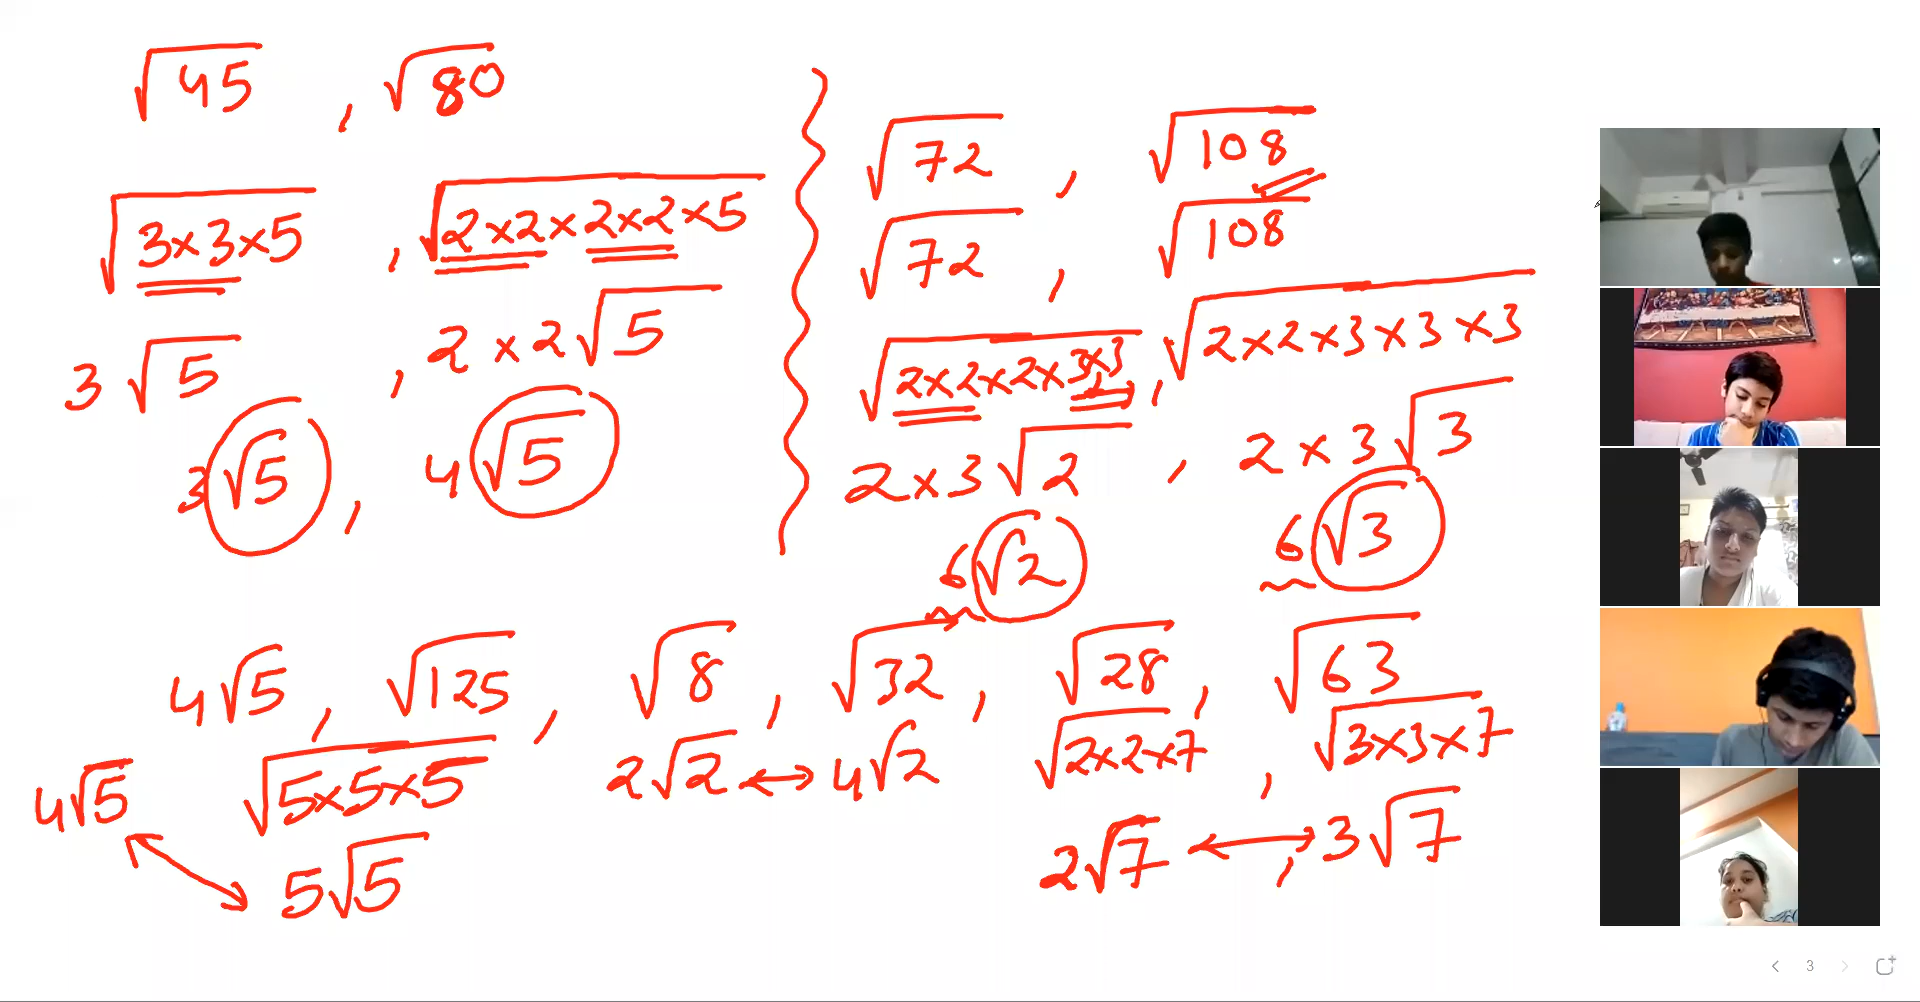 √45 , √80
√3×3×5 , √2×2×2×2×5
3√5 , 2×2√5
3√5 , 4√5
√72 , √108
√72 , √108
√2×2×2×3×3 , √2×2×3×3×3
2×3√2 , 2×3√3
6√2 6√3
4√5 , √125 , √8 , √32 , √28 , √63
4√5 √5×5×5 2√2 ↔ 4√2 √2×2×7 , √3×3×7
5√5 2√7 ↔ , 3√7
3